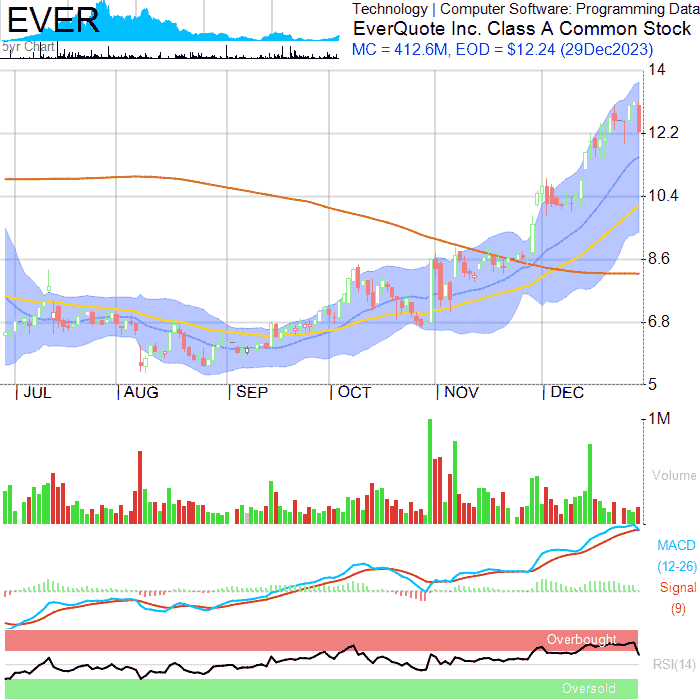 EVER
5yr Chart
Technology | Computer Software: Programming Data
EverQuote Inc. Class A Common Stock
MC = 412.6M, EOD = $12.24 (29Dec2023)
14
12.2
10.4
8.6
6.8
5
JUL AUG SEP OCT NOV DEC
1M
Volume
MACD
(12-26)
Signal
(9)
Overbought
RSI(14)
Oversold